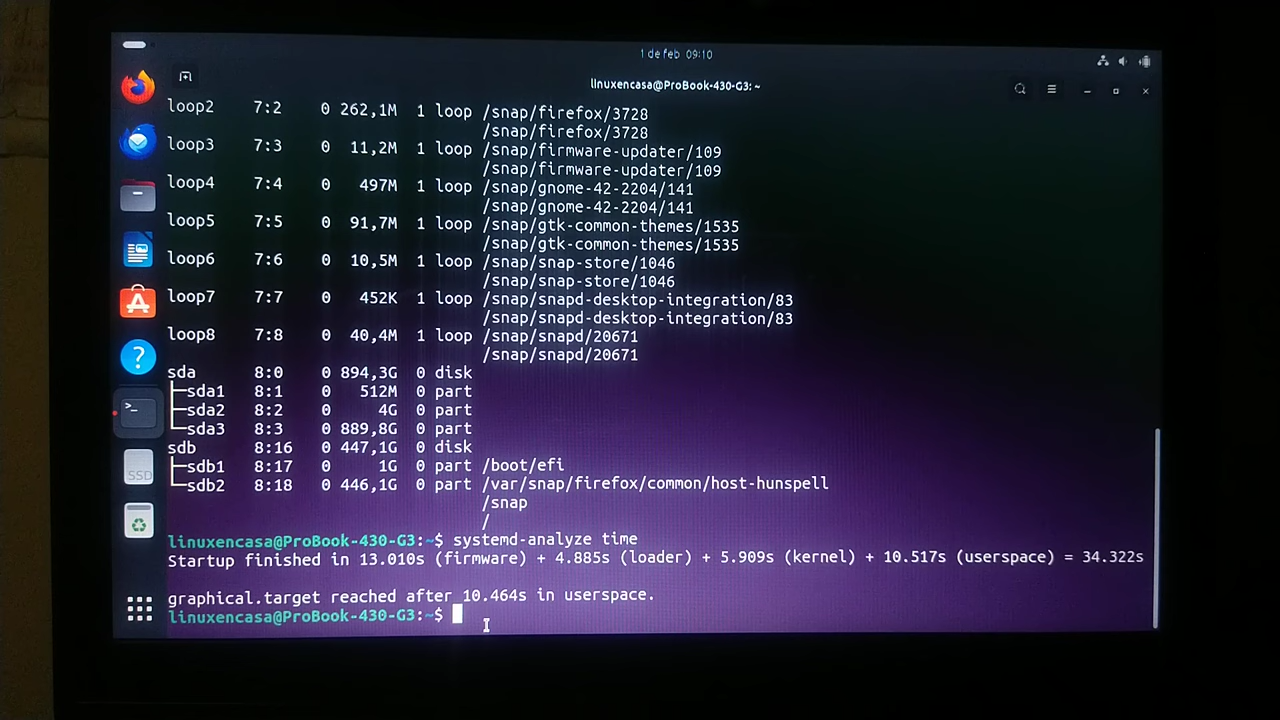 1 de feb 09:10
linuxencasa@ProBook-430-G3: ~
loop2 7:2 0 262,1M 1 loop /snap/firefox/3728
/snap/firefox/3728
loop3 7:3 0 11,2M 1 loop /snap/firmware-updater/109
/snap/firmware-updater/109
loop4 7:4 0 497M 1 loop /snap/gnome-42-2204/141
/snap/gnome-42-2204/141
loop5 7:5 0 91,7M 1 loop /snap/gtk-common-themes/1535
/snap/gtk-common-themes/1535
loop6 7:6 0 10,5M 1 loop /snap/snap-store/1046
/snap/snap-store/1046
loop7 7:7 0 452K 1 loop /snap/snapd-desktop-integration/83
/snap/snapd-desktop-integration/83
loop8 7:8 0 40,4M 1 loop /snap/snapd/20671
/snap/snapd/20671
sda 8:0 0 894,3G 0 disk
├─sda1 8:1 0 512M 0 part
├─sda2 8:2 0 4G 0 part
└─sda3 8:3 0 889,8G 0 part
sdb 8:16 0 447,1G 0 disk
├─sdb1 8:17 0 1G 0 part /boot/efi
└─sdb2 8:18 0 446,1G 0 part /var/snap/firefox/common/host-hunspell
/snap
/
SSD
linuxencasa@ProBook-430-G3:~$ systemd-analyze time
Startup finished in 13.010s (firmware) + 4.885s (loader) + 5.909s (kernel) + 10.517s (userspace) = 34.322s
graphical.target reached after 10.464s in userspace.
linuxencasa@ProBook-430-G3:~$